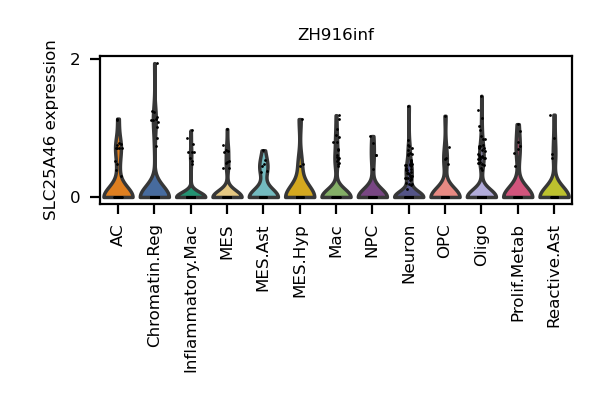 ZH916inf
SLC25A46 expression
2
0
AC
Chromatin.Reg
Inflammatory.Mac
MES
MES.Ast
MES.Hyp
Mac
NPC
Neuron
OPC
Oligo
Prolif.Metab
Reactive.Ast